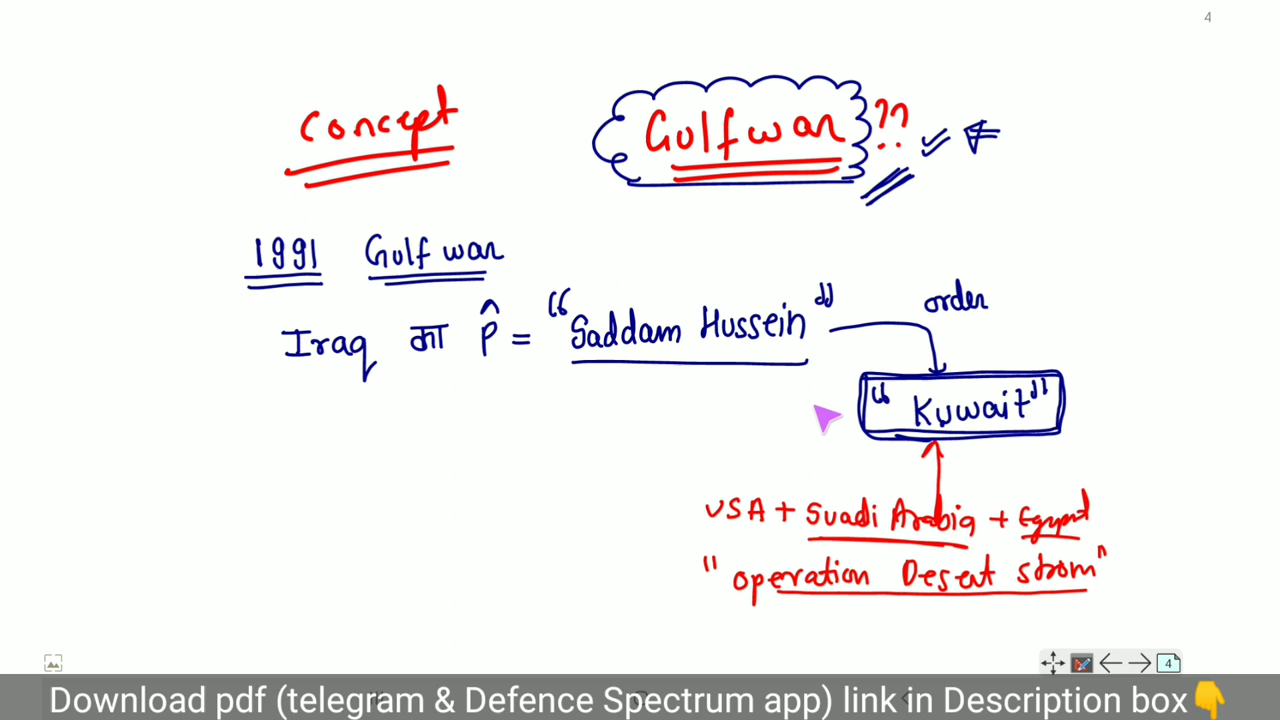 4
Concept
Gulf war ??
1991 Gulf war
Iraq का P̂ = "Saddam Hussein"
order
"Kuwait"
USA + Suadi Arabia + Egypt
"operation Desert strom"
4
Download pdf (telegram & Defence Spectrum app) link in Description box👇